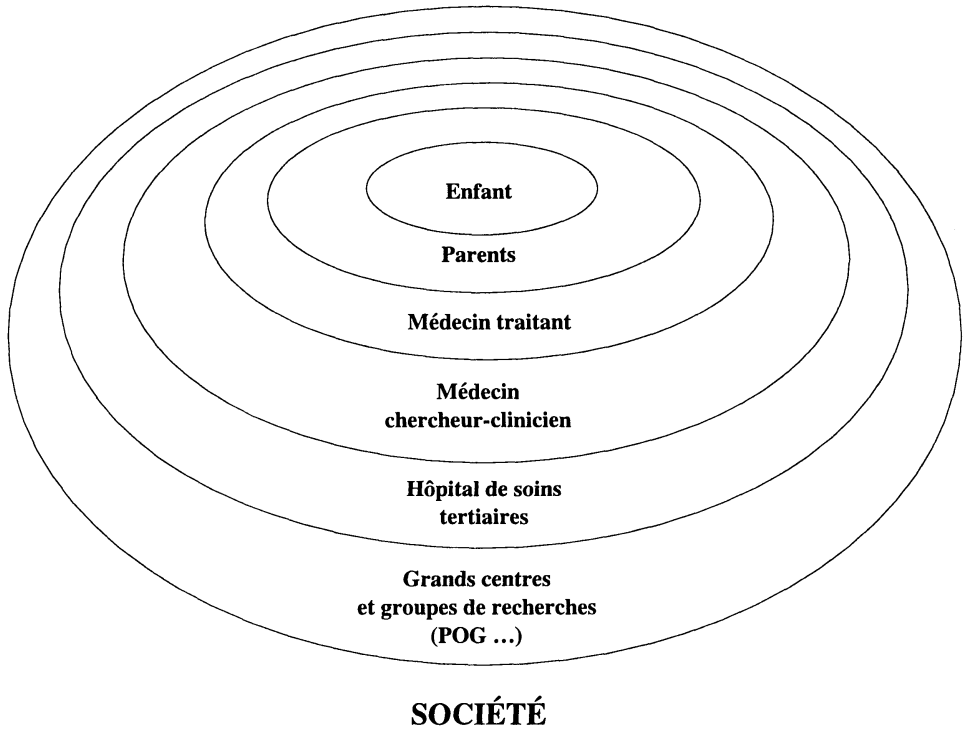 Enfant
Parents
Médecin traitant
Médecin
chercheur-clinicien
Hôpital de soins
tertiaires
Grands centres
et groupes de recherches
(POG ...)
SOCIÉTÉ